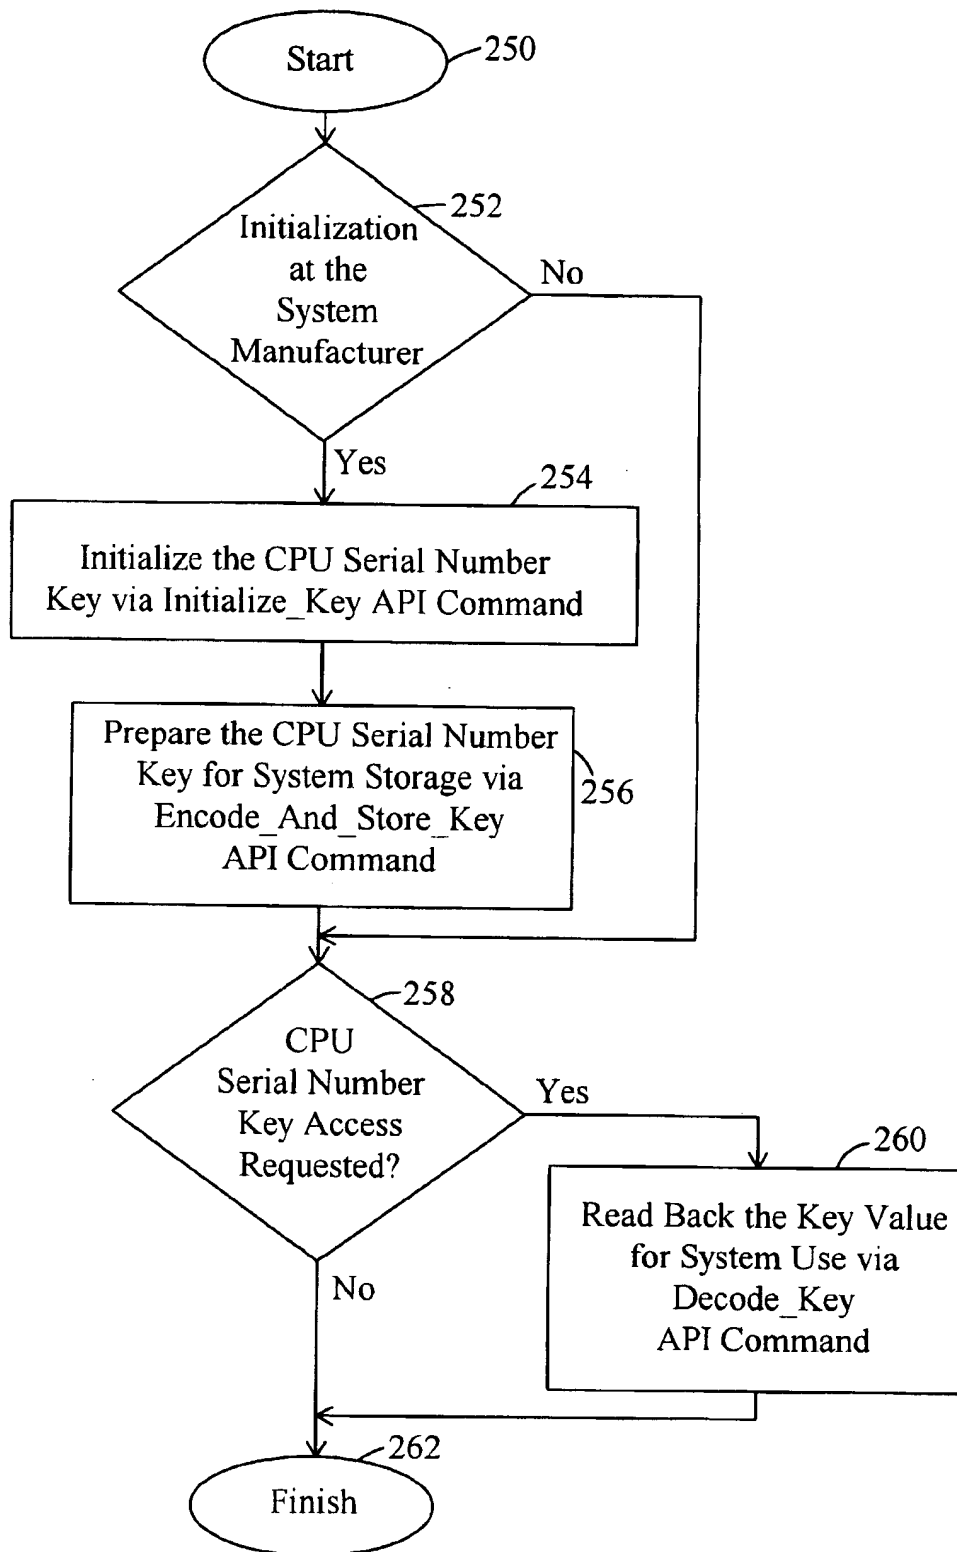 Start
250
252
Initialization
at the
System
Manufacturer
No
Yes
254
Initialize the CPU Serial Number
Key via Initialize_Key API Command
Prepare the CPU Serial Number
Key for System Storage via
Encode_And_Store_Key
API Command
256
258
CPU
Serial Number
Key Access
Requested?
Yes
No
260
Read Back the Key Value
for System Use via
Decode_Key
API Command
262
Finish